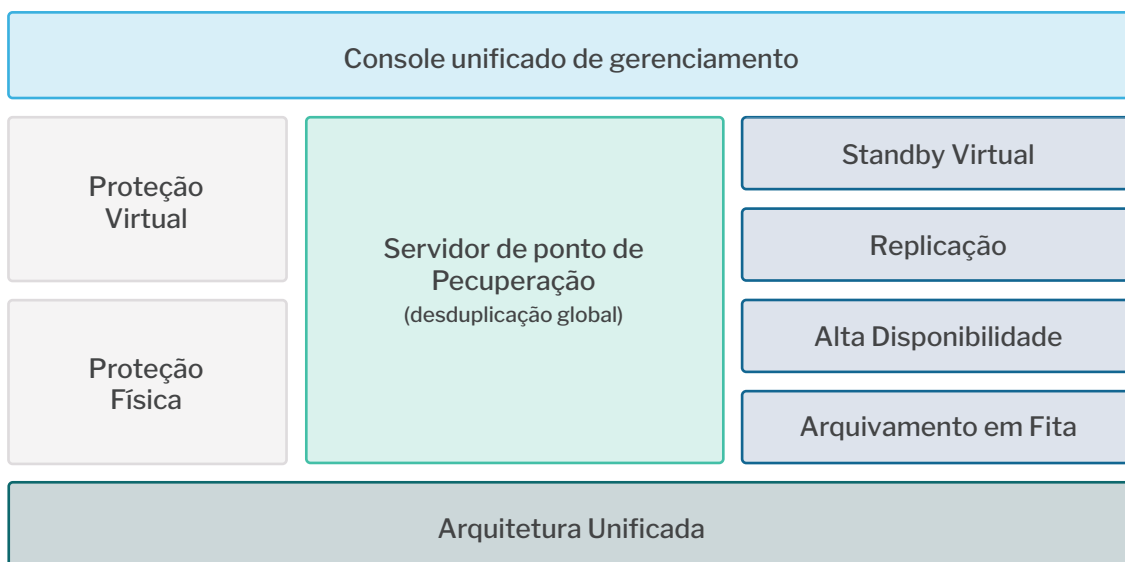 Console unificado de gerenciamento
Proteção
Virtual
Proteção
Física
Servidor de ponto de
Pecuperação
(desduplicação global)
Standby Virtual
Replicação
Alta Disponibilidade
Arquivamento em Fita
Arquitetura Unificada